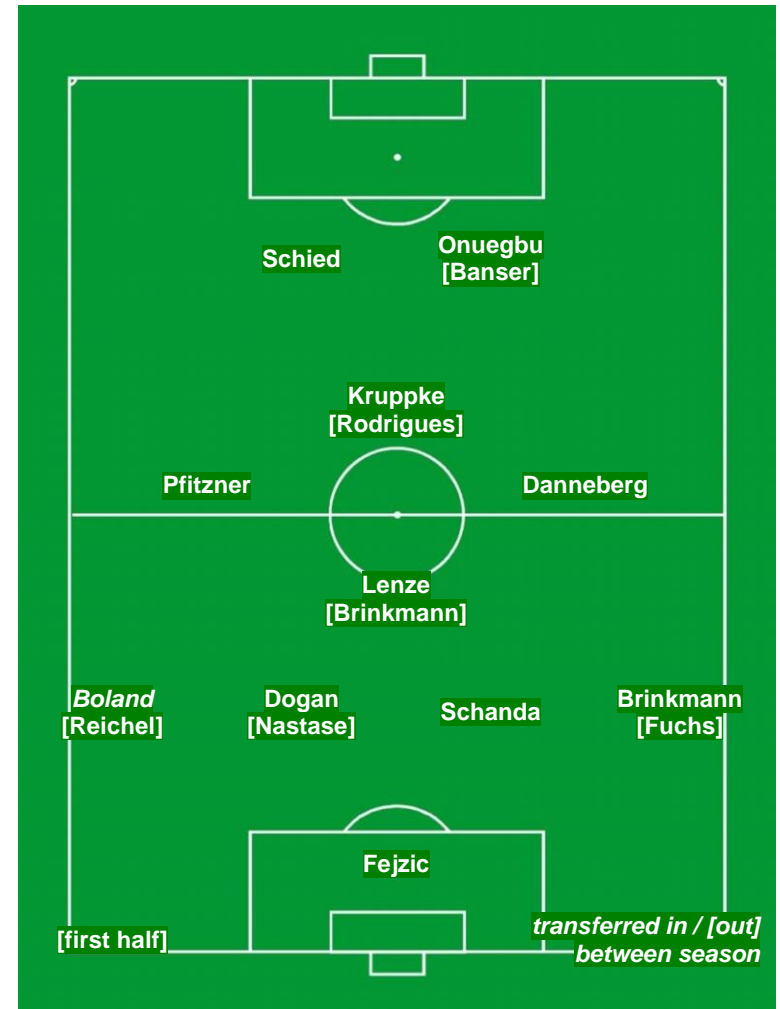 Schied
Onuegbu
[Banser]
Kruppke
[Rodrigues]
Pfitzner
Danneberg
Lenze
[Brinkmann]
Boland
[Reichel]
Dogan
[Nastase]
Schanda
Brinkmann
[Fuchs]
Fejzic
[first half]
transferred in / [out]
between season